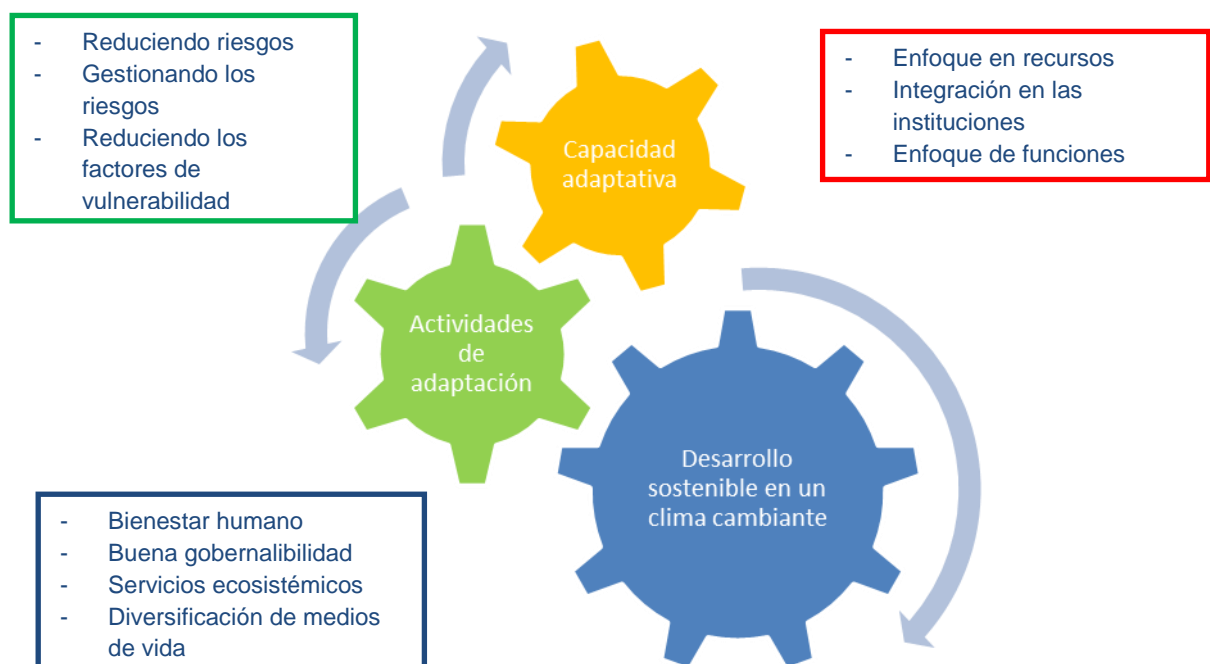 - Reduciendo riesgos
- Gestionando los
riesgos
- Reduciendo los
factores de
vulnerabilidad
- Enfoque en recursos
- Integración en las
instituciones
- Enfoque de funciones
Capacidad
adaptativa
Actividades
de
adaptación
Desarrollo
sostenible en un
clima cambiante
- Bienestar humano
- Buena gobernalibilidad
- Servicios ecosistémicos
- Diversificación de medios
de vida